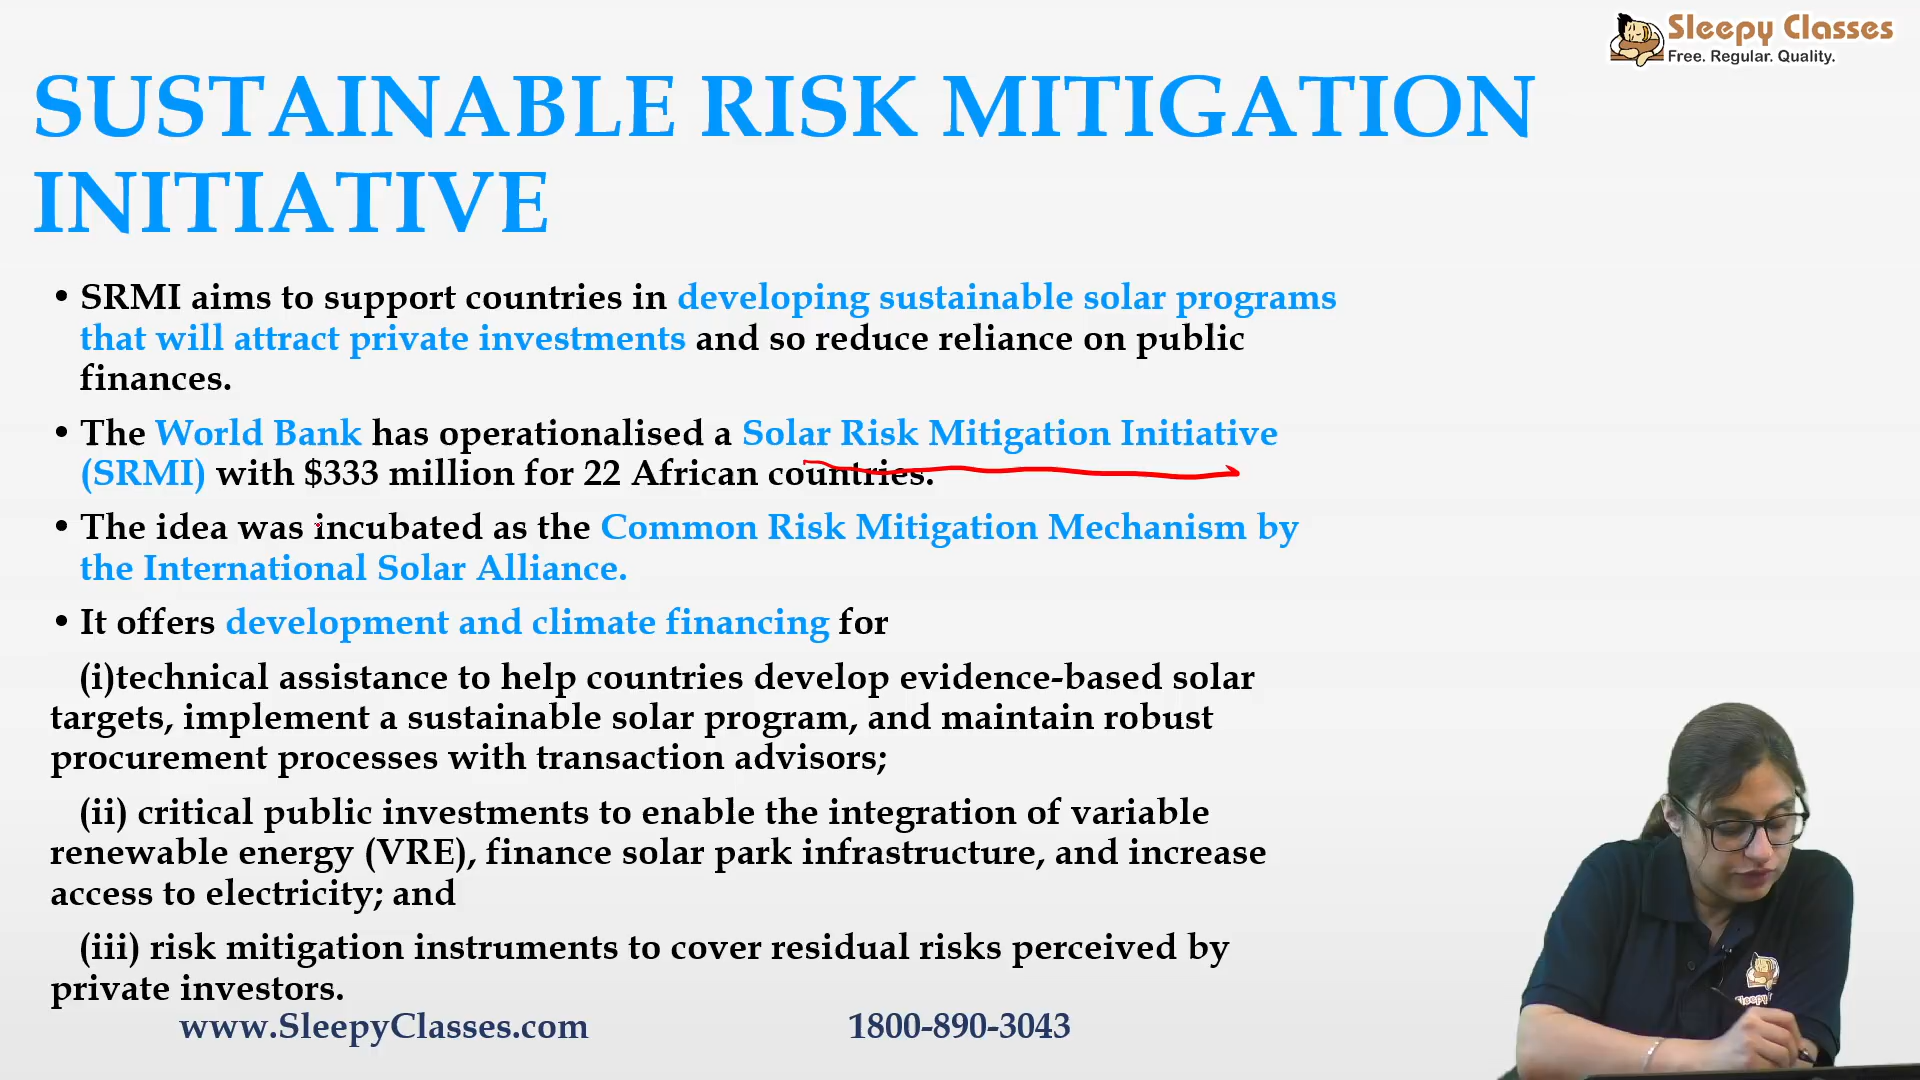 Sleepy Classes
Free. Regular. Quality.
SUSTAINABLE RISK MITIGATION
INITIATIVE
• SRMI aims to support countries in developing sustainable solar programs
that will attract private investments and so reduce reliance on public
finances.
• The World Bank has operationalised a Solar Risk Mitigation Initiative
(SRMI) with $333 million for 22 African countries.
• The idea was incubated as the Common Risk Mitigation Mechanism by
the International Solar Alliance.
• It offers development and climate financing for
(i)technical assistance to help countries develop evidence-based solar
targets, implement a sustainable solar program, and maintain robust
procurement processes with transaction advisors;
(ii) critical public investments to enable the integration of variable
renewable energy (VRE), finance solar park infrastructure, and increase
access to electricity; and
(iii) risk mitigation instruments to cover residual risks perceived by
private investors.
www.SleepyClasses.com 1800-890-3043